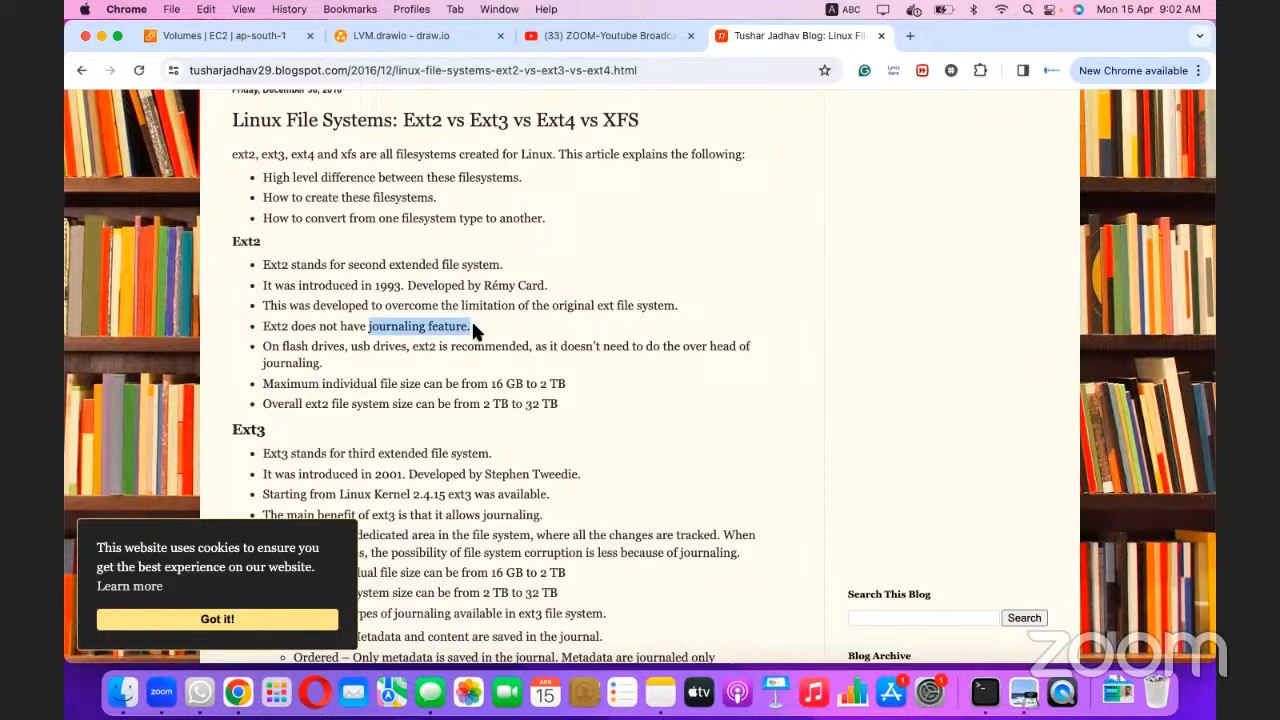 Chrome File Edit View History Bookmarks Profiles Tab Window Help A ABC Mon 15 Apr 9:02 AM
Volumes | EC2 | ap-south-1 LVM.drawio - draw.io (33) ZOOM-Youtube Broadca Tushar Jadhav Blog: Linux Fil
tusharjadhav29.blogspot.com/2016/12/linux-file-systems-ext2-vs-ext3-vs-ext4.html New Chrome available
Friday, December 30, 2016
Linux File Systems: Ext2 vs Ext3 vs Ext4 vs XFS
ext2, ext3, ext4 and xfs are all filesystems created for Linux. This article explains the following:
• High level difference between these filesystems.
• How to create these filesystems.
• How to convert from one filesystem type to another.
Ext2
• Ext2 stands for second extended file system.
• It was introduced in 1993. Developed by Rémy Card.
• This was developed to overcome the limitation of the original ext file system.
• Ext2 does not have journaling feature.
• On flash drives, usb drives, ext2 is recommended, as it doesn't need to do the over head of
journaling.
• Maximum individual file size can be from 16 GB to 2 TB
• Overall ext2 file system size can be from 2 TB to 32 TB
Ext3
• Ext3 stands for third extended file system.
• It was introduced in 2001. Developed by Stephen Tweedie.
• Starting from Linux Kernel 2.4.15 ext3 was available.
• The main benefit of ext3 is that it allows journaling.
dedicated area in the file system, where all the changes are tracked. When
, the possibility of file system corruption is less because of journaling.
file size can be from 16 GB to 2 TB
size can be from 2 TB to 32 TB
of journaling available in ext3 file system.
Metadata and content are saved in the journal.
Ordered – Only metadata is saved in the journal. Metadata are journaled only
This website uses cookies to ensure you
get the best experience on our website.
Learn more
Got it!
Search This Blog
Search
Blog Archive
zoom
zoom
APR
15
tv
1
1